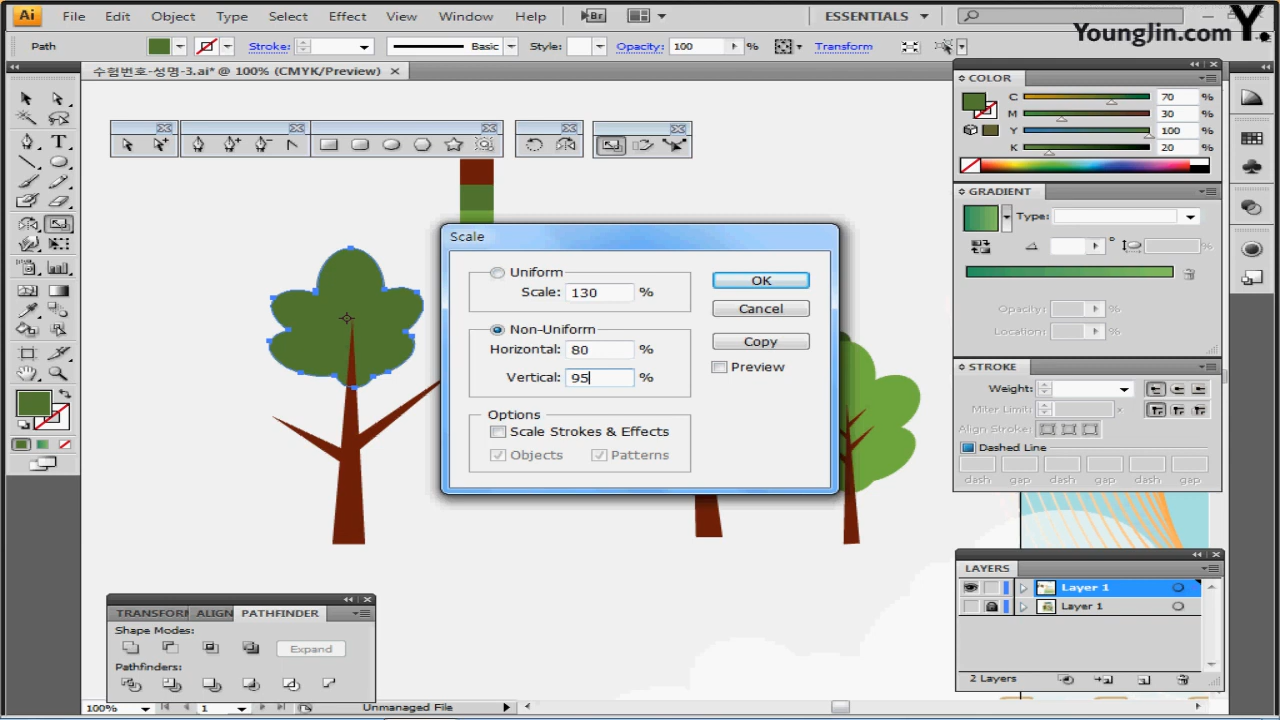 Ai File Edit Object Type Select Effect View Window Help Br ESSENTIALS
YoungJin.com Y.
Path Stroke: Basic Style: Opacity: 100 % Transform
수험번호-성명-3.ai* @ 100% (CMYK/Preview)
COLOR
C 70 %
M 30 %
Y 100 %
K 20 %
GRADIENT
Type:
°
%
Opacity: %
Location: %
STROKE
Weight:
Miter Limit: x
Align Stroke:
Dashed Line
dash gap dash gap dash gap
Scale
Uniform
Scale: 130 %
Non-Uniform
Horizontal: 80 %
Vertical: 95 %
Options
Scale Strokes & Effects
Objects Patterns
OK
Cancel
Copy
Preview
LAYERS
Layer 1
Layer 1
2 Layers
TRANSFORM ALIGN PATHFINDER
Shape Modes:
Expand
Pathfinders:
100% 1 Unmanaged File